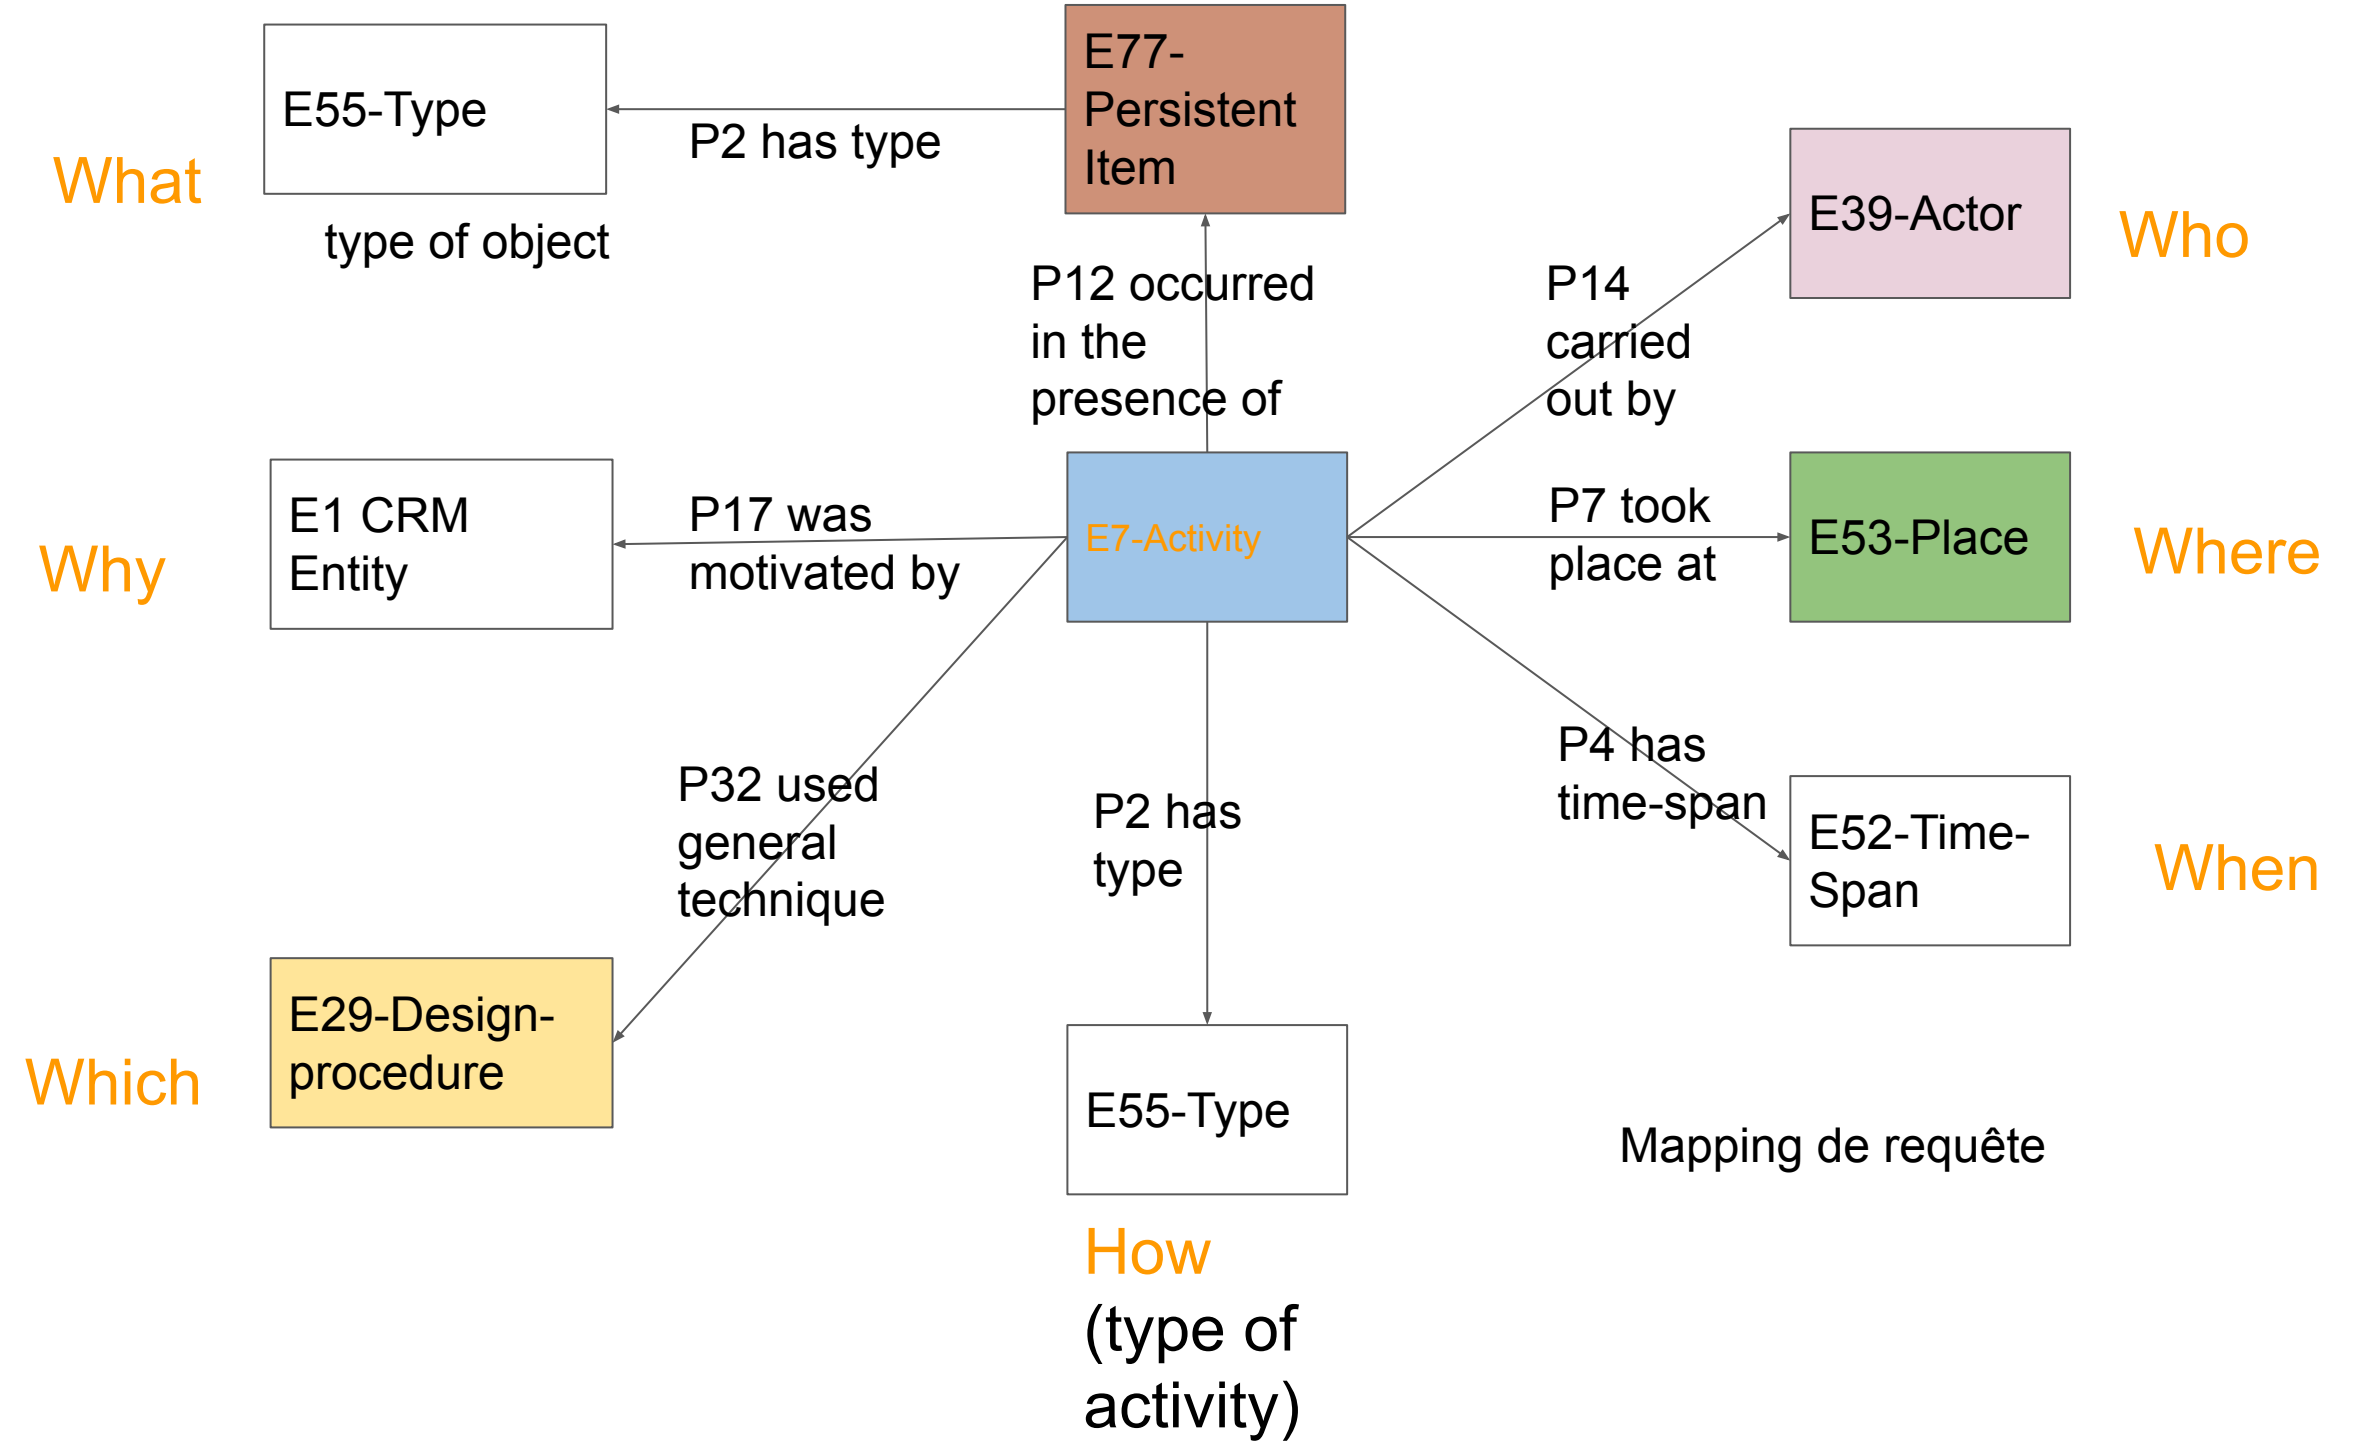 E77-
Persistent
Item
E55-Type
P2 has type
What
type of object
E39-Actor
Who
P12 occurred
in the
presence of
P14
carried
out by
E1 CRM
Entity
Why
P17 was
motivated by
E7-Activity
P7 took
place at
E53-Place
Where
P32 used
general
technique
P2 has
type
P4 has
time-span
E52-Time-
Span
When
E29-Design-
procedure
Which
E55-Type
Mapping de requête
How
(type of
activity)